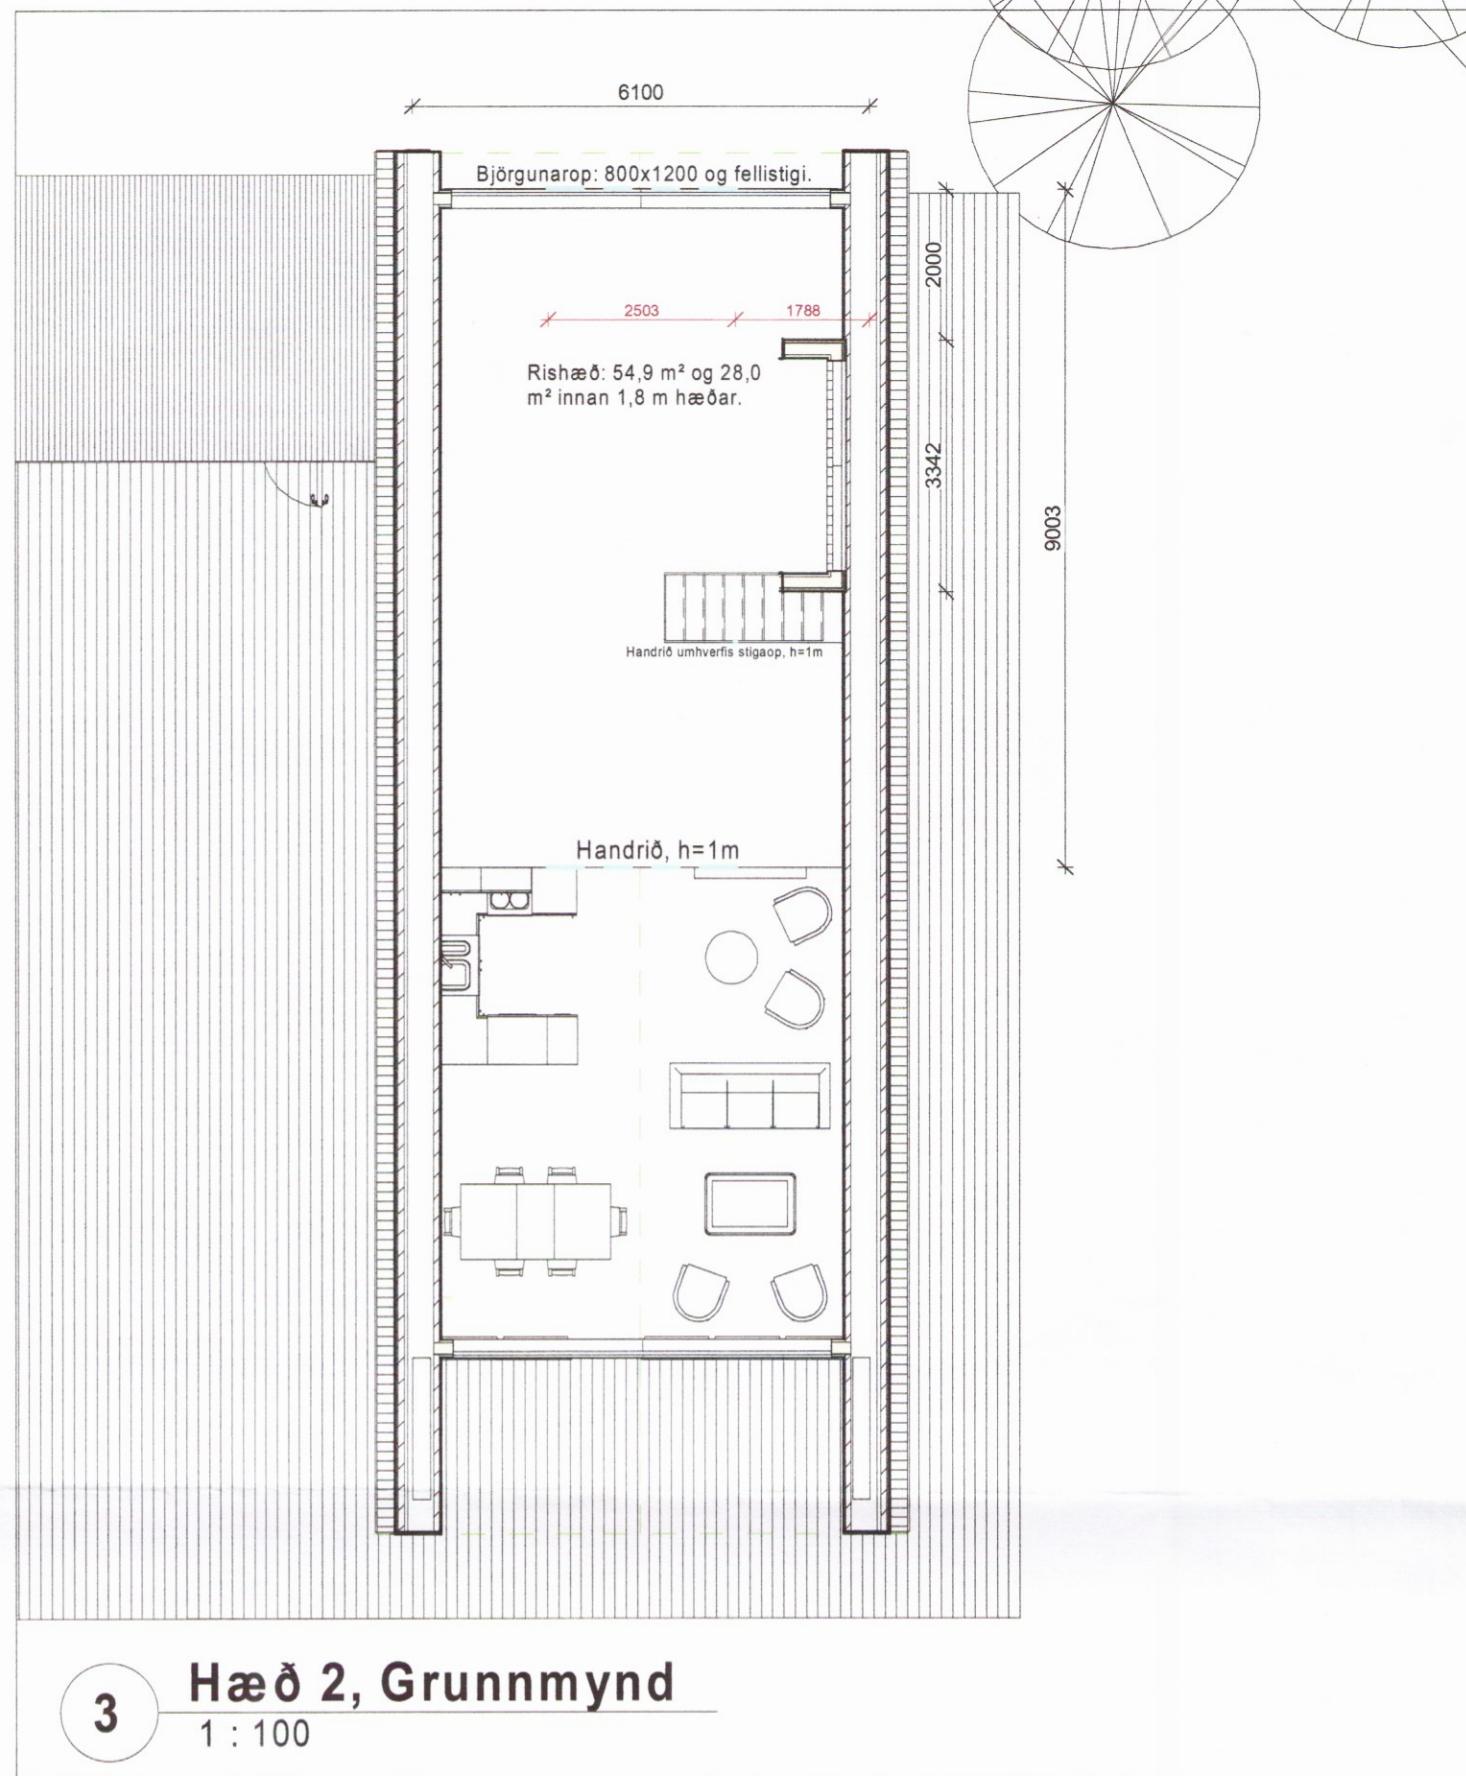 6100
Björgunarop: 800x1200 og fellistigi.
2000
2503
1788
Rishæð: 54,9 m² og 28,0
m² innan 1,8 m hæðar.
3342
9003
Handrið umhverfis stigaop, h=1m
Handrið, h=1m
3
Hæð 2, Grunnmynd
1 : 100